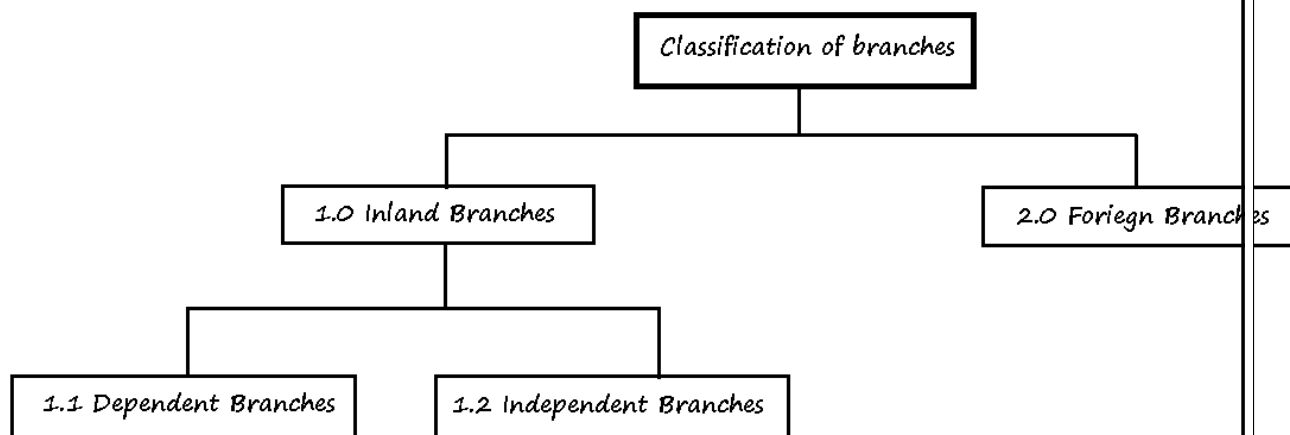 Classification of branches
1.0 Inland Branches
2.0 Foriegn Branches
1.1 Dependent Branches
1.2 Independent Branches